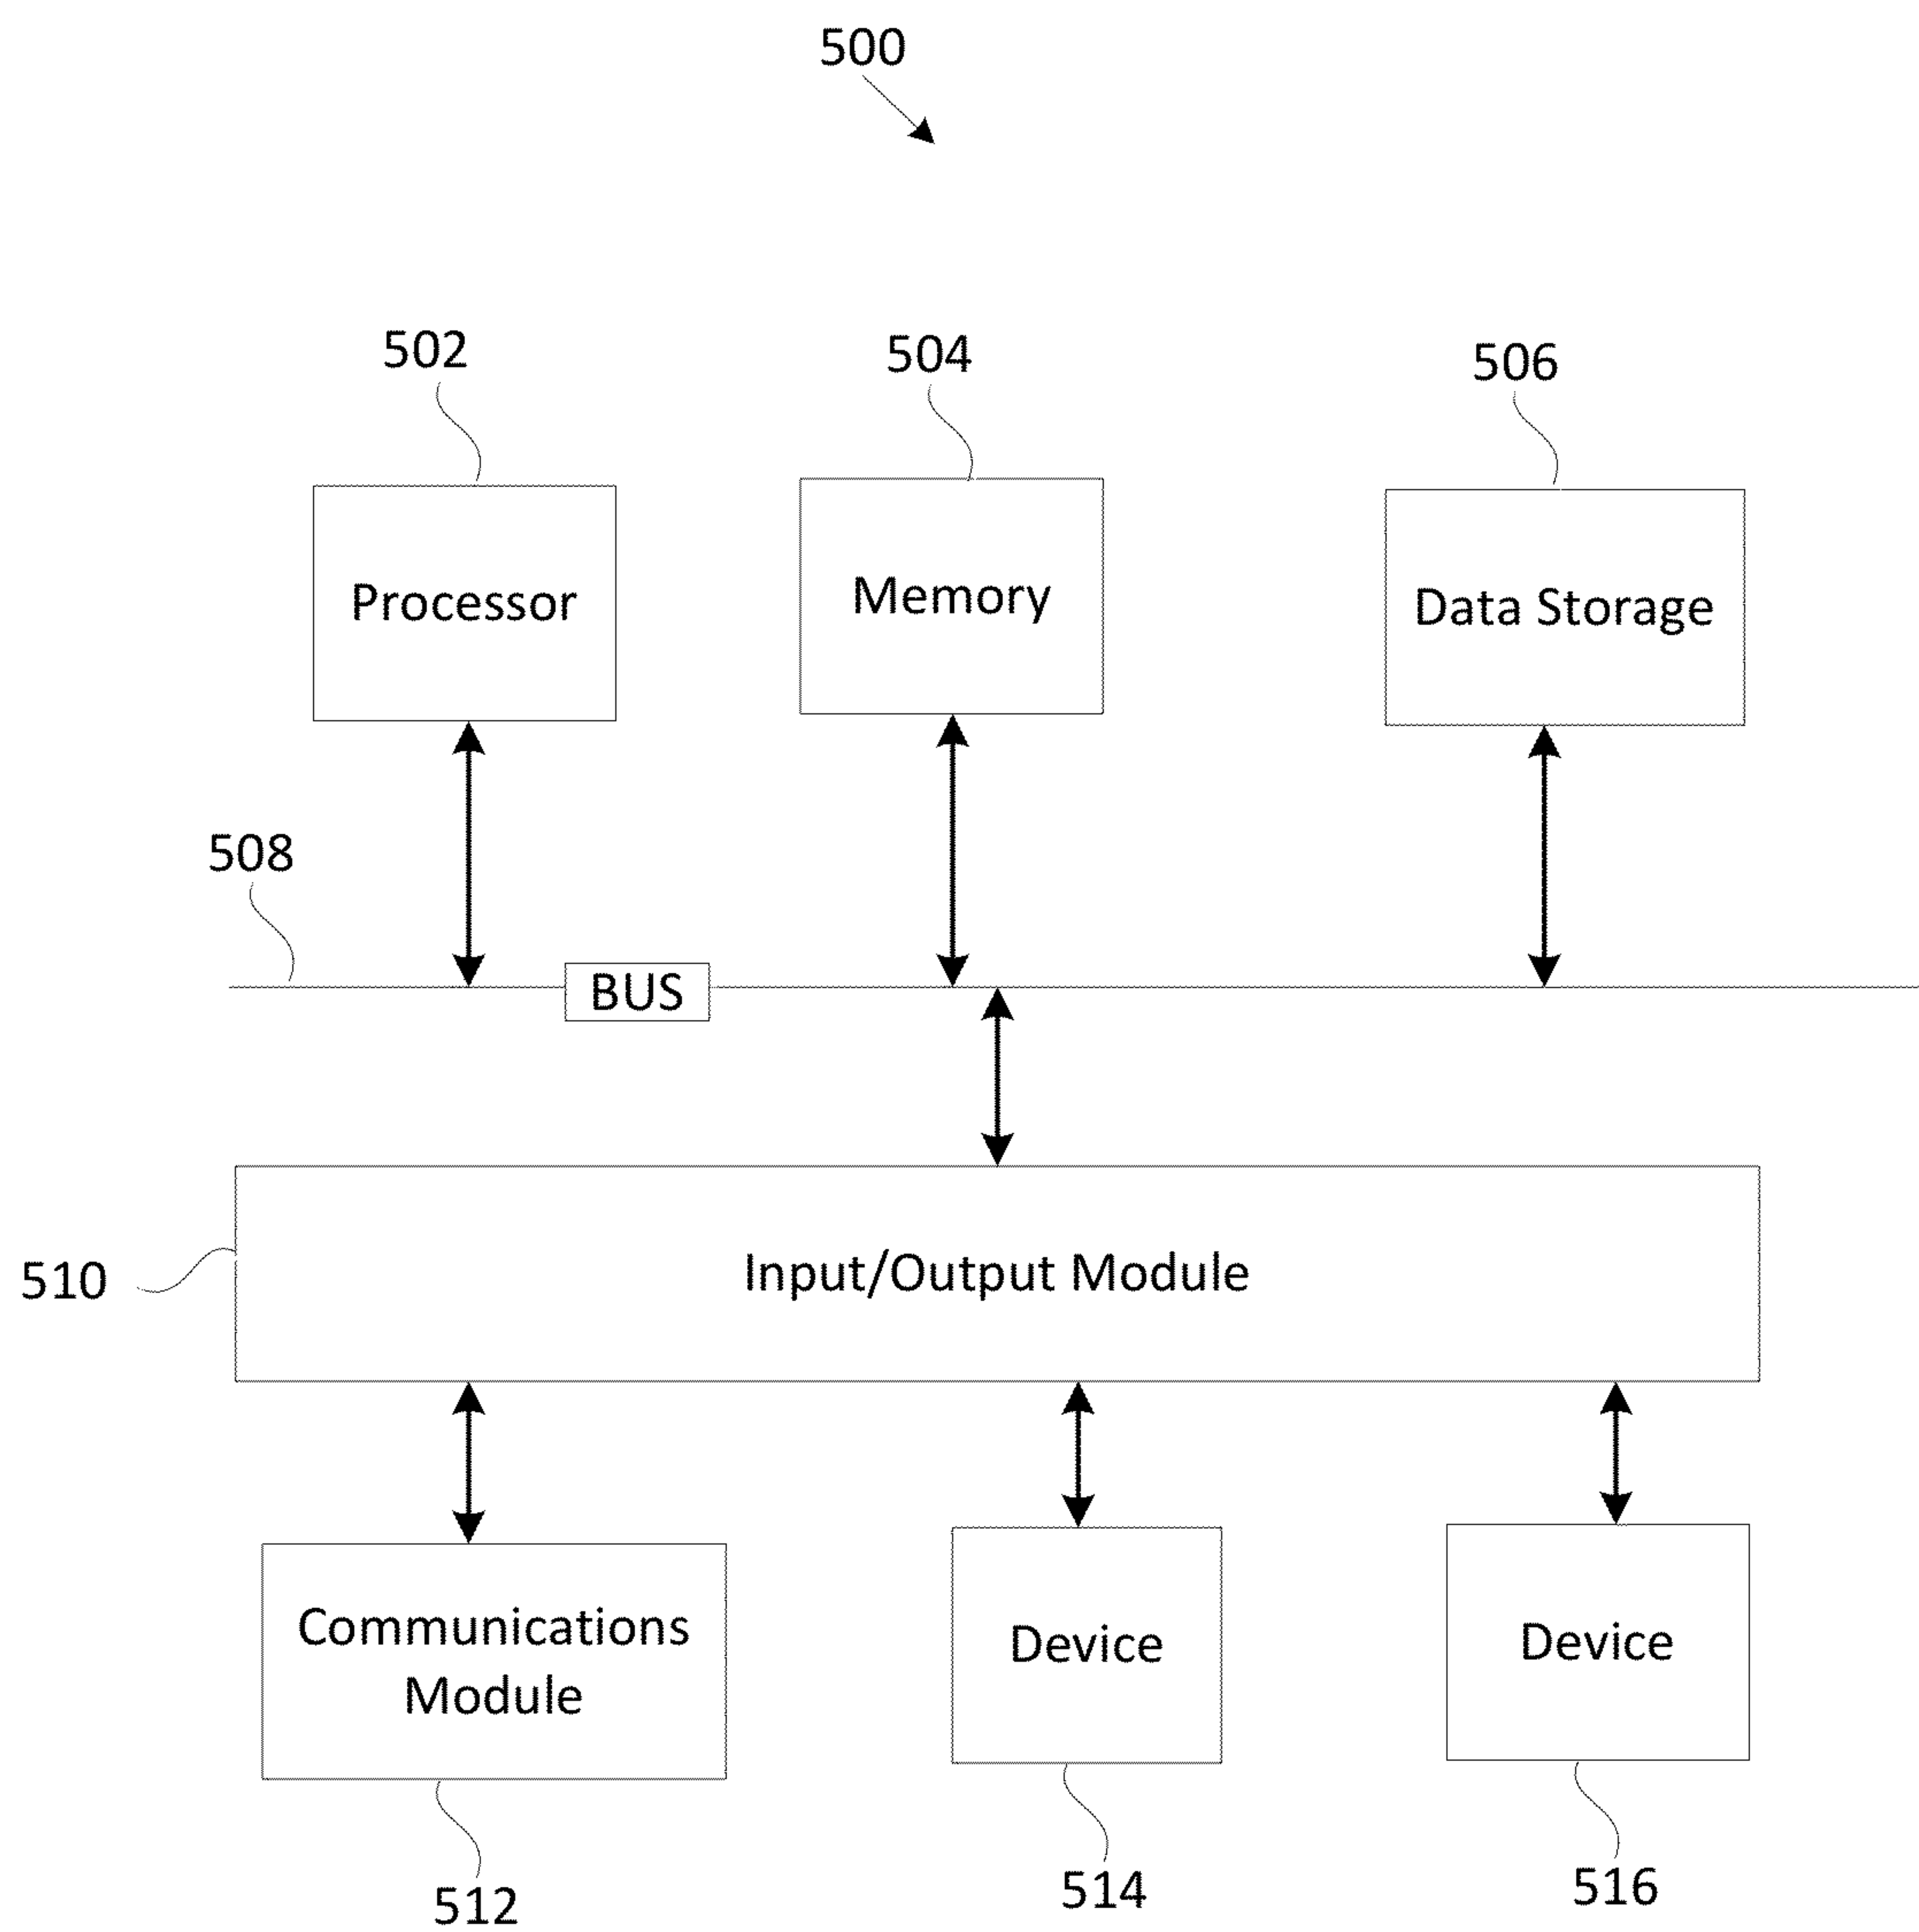 500
502
504
506
Processor
Memory
Data Storage
508
BUS
510
Input/Output Module
Communications
Module
Device
Device
512
514
516